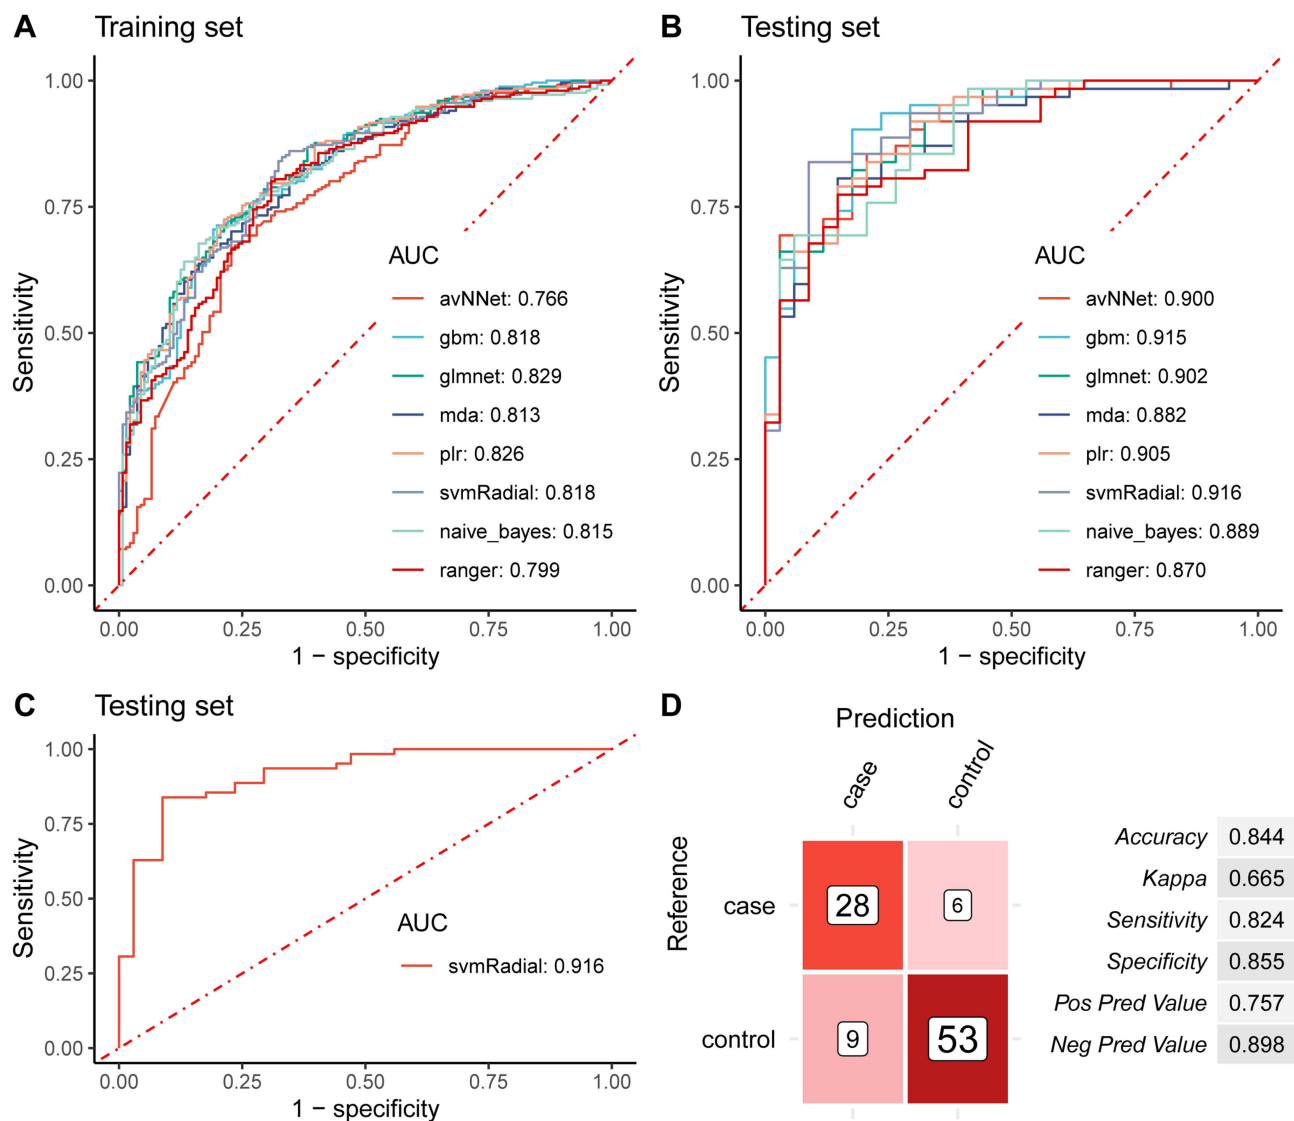 A Training set
1.00
0.75
0.50
0.25
0.00
Sensitivity
AUC
avNNet: 0.766
gbm: 0.818
glmnet: 0.829
mda: 0.813
plr: 0.826
svmRadial: 0.818
naive_bayes: 0.815
ranger: 0.799
0.00 0.25 0.50 0.75 1.00
1 − specificity
B Testing set
1.00
0.75
0.50
0.25
0.00
Sensitivity
AUC
avNNet: 0.900
gbm: 0.915
glmnet: 0.902
mda: 0.882
plr: 0.905
svmRadial: 0.916
naive_bayes: 0.889
ranger: 0.870
0.00 0.25 0.50 0.75 1.00
1 − specificity
C Testing set
1.00
0.75
0.50
0.25
0.00
Sensitivity
AUC
svmRadial: 0.916
0.00 0.25 0.50 0.75 1.00
1 − specificity
D
Prediction
case control
Reference
case 28 6
control 9 53
Accuracy 0.844
Kappa 0.665
Sensitivity 0.824
Specificity 0.855
Pos Pred Value 0.757
Neg Pred Value 0.898